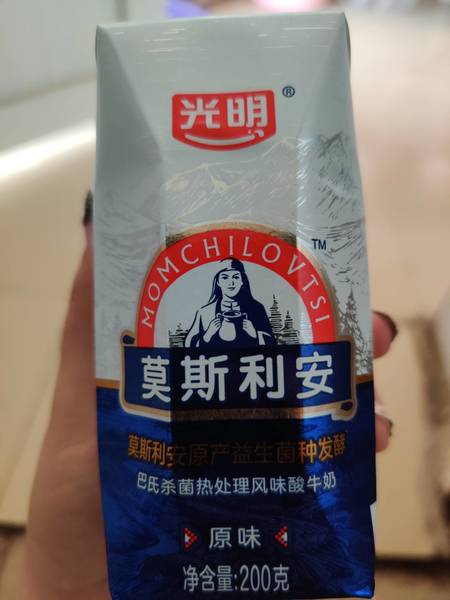 光明®
MOMCHILOVTSI TM
莫斯利安
莫斯利安原产益生菌种发酵
巴氏杀菌热处理风味酸牛奶
原味
净含量:200克